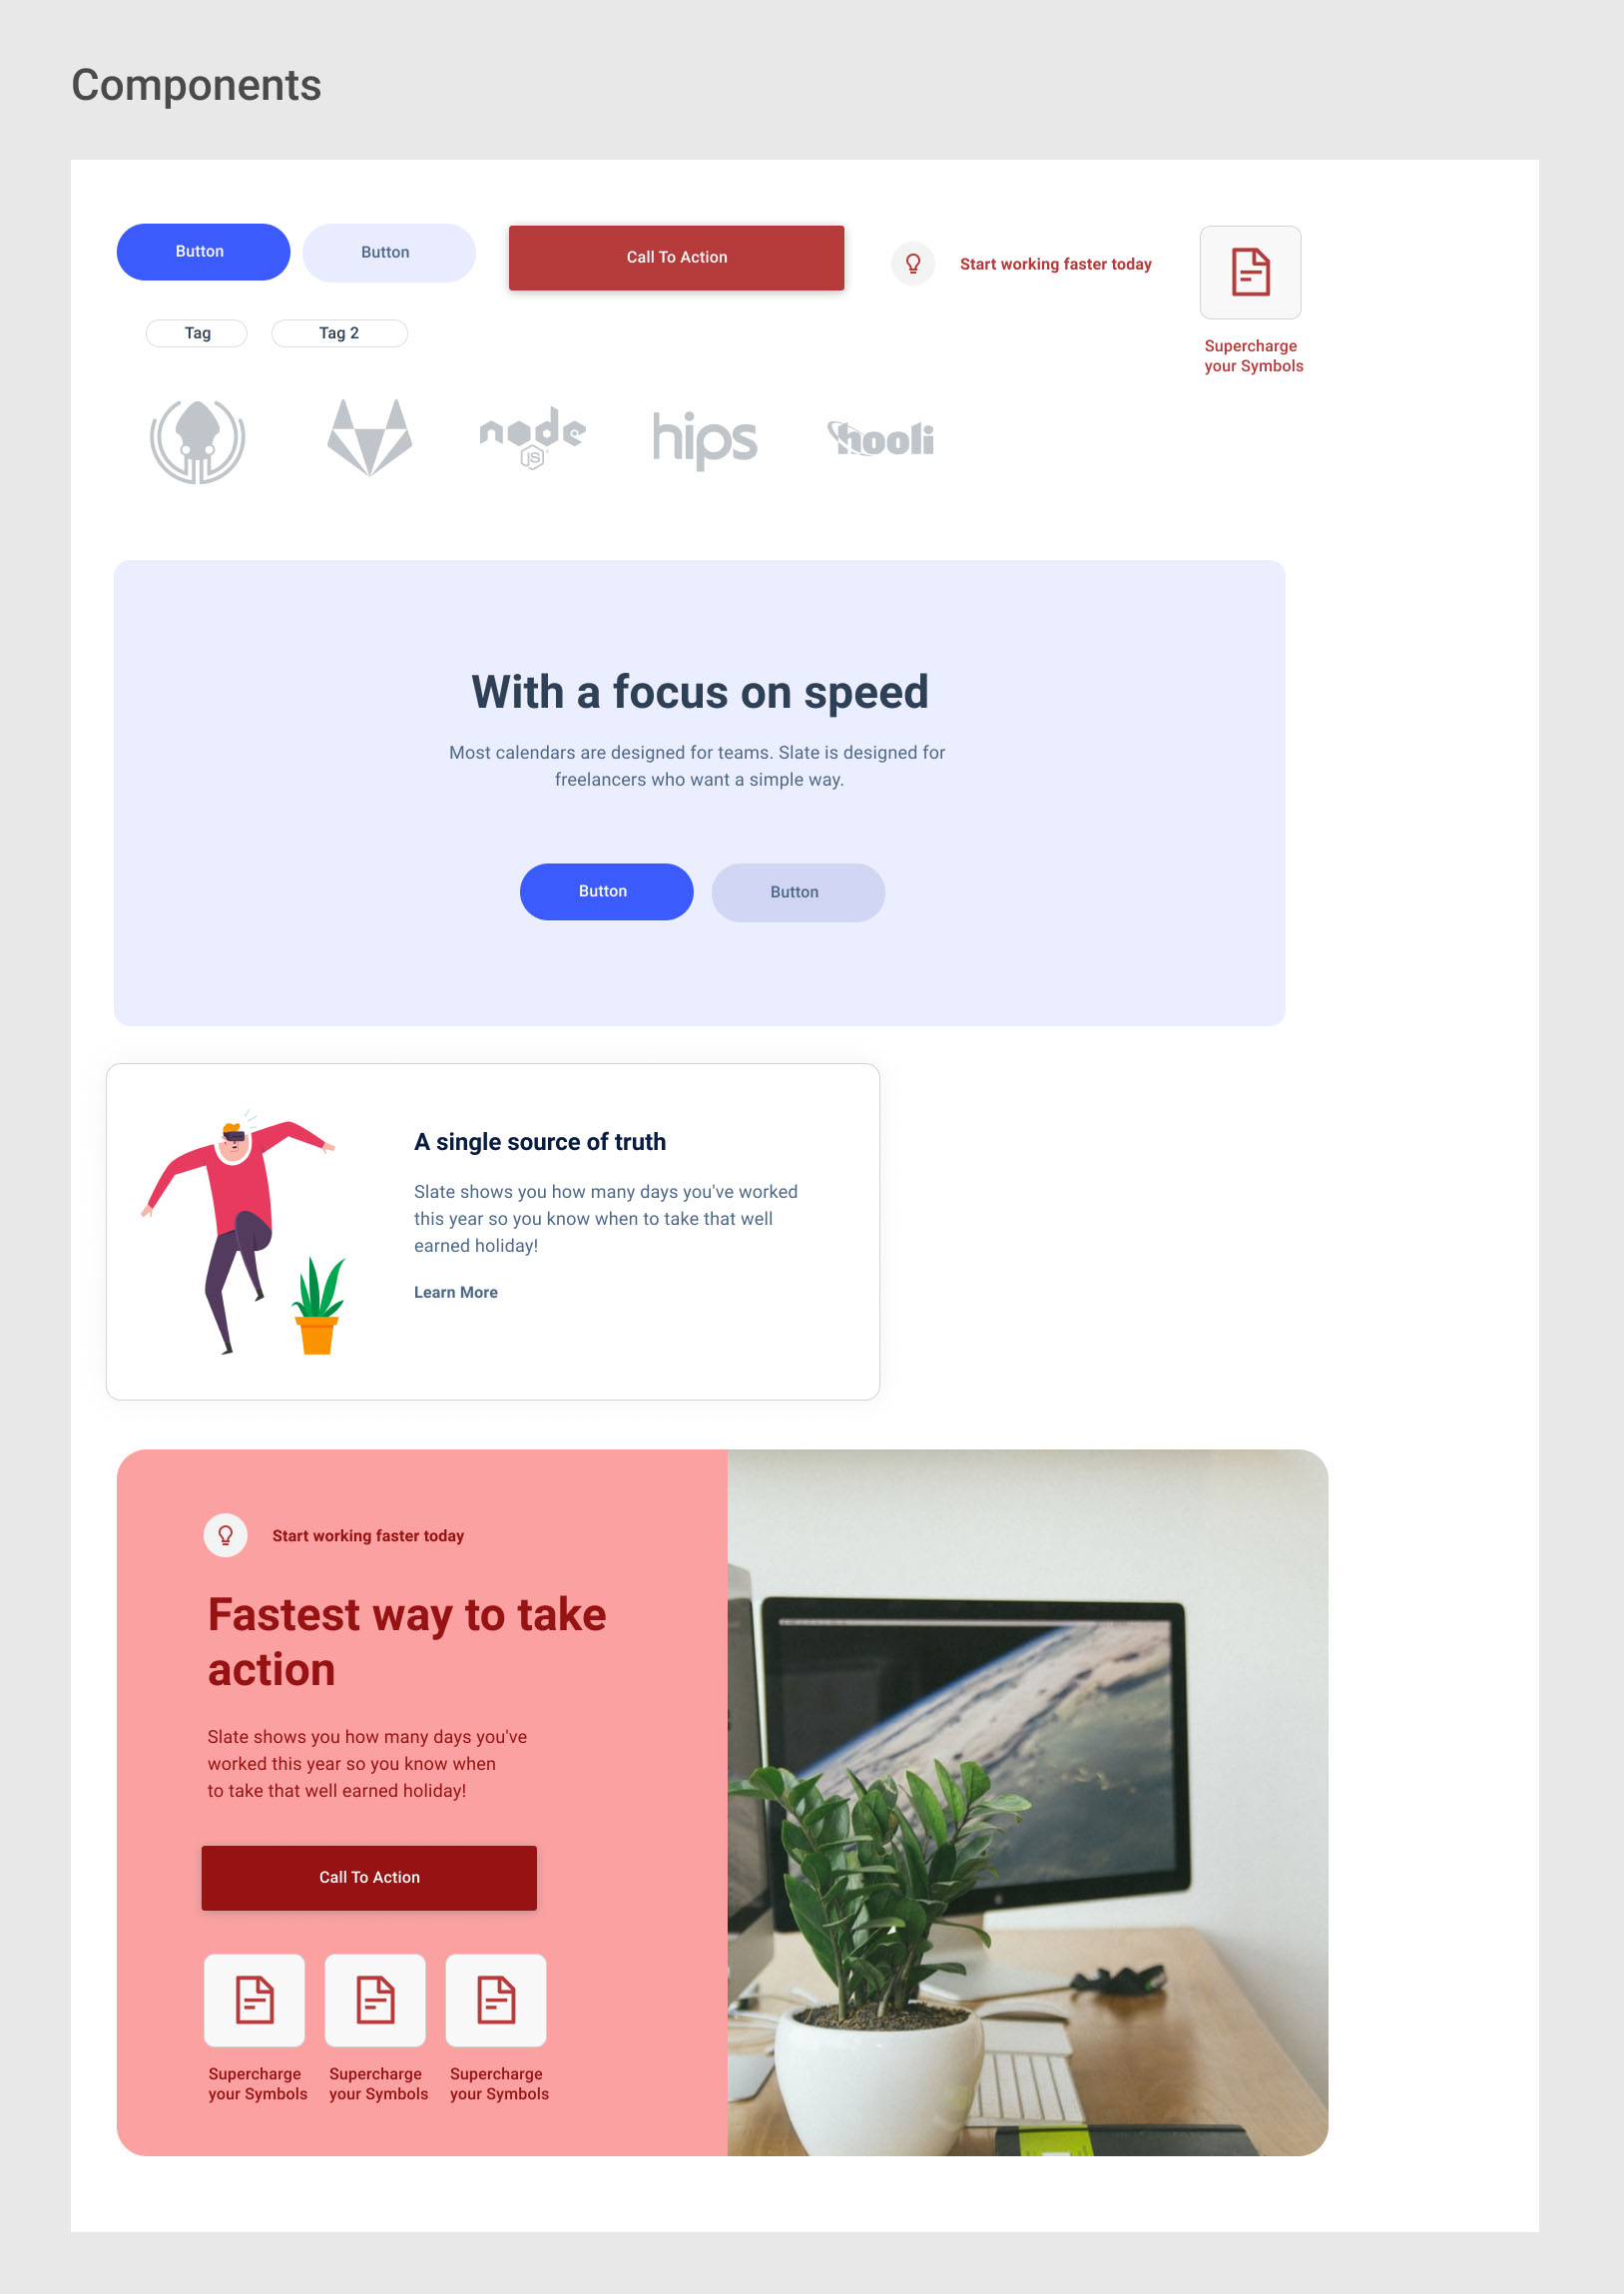 Components
Button
Button
Call To Action
Start working faster today
Supercharge
your Symbols
Tag
Tag 2
node
JS
hips
hooli
With a focus on speed
Most calendars are designed for teams. Slate is designed for
freelancers who want a simple way.
Button
Button
A single source of truth
Slate shows you how many days you've worked
this year so you know when to take that well
earned holiday!
Learn More
Start working faster today
Fastest way to take
action
Slate shows you how many days you've
worked this year so you know when
to take that well earned holiday!
Call To Action
Supercharge
your Symbols
Supercharge
your Symbols
Supercharge
your Symbols